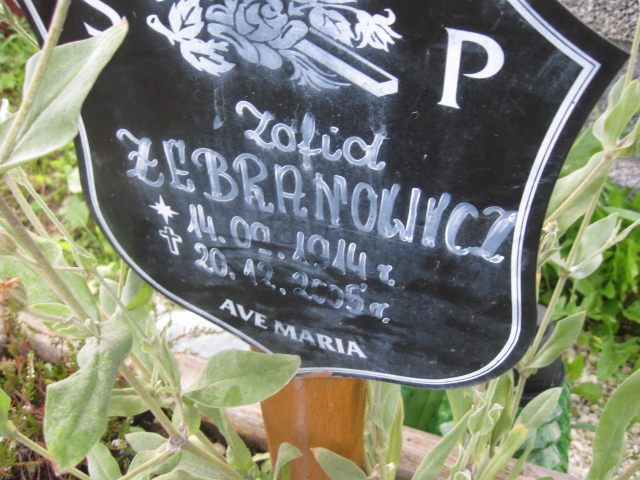 Ś P
Zofia
ŻEBRANOWICZ
14.09.1914 r.
20.12.2005 r.
AVE MARIA